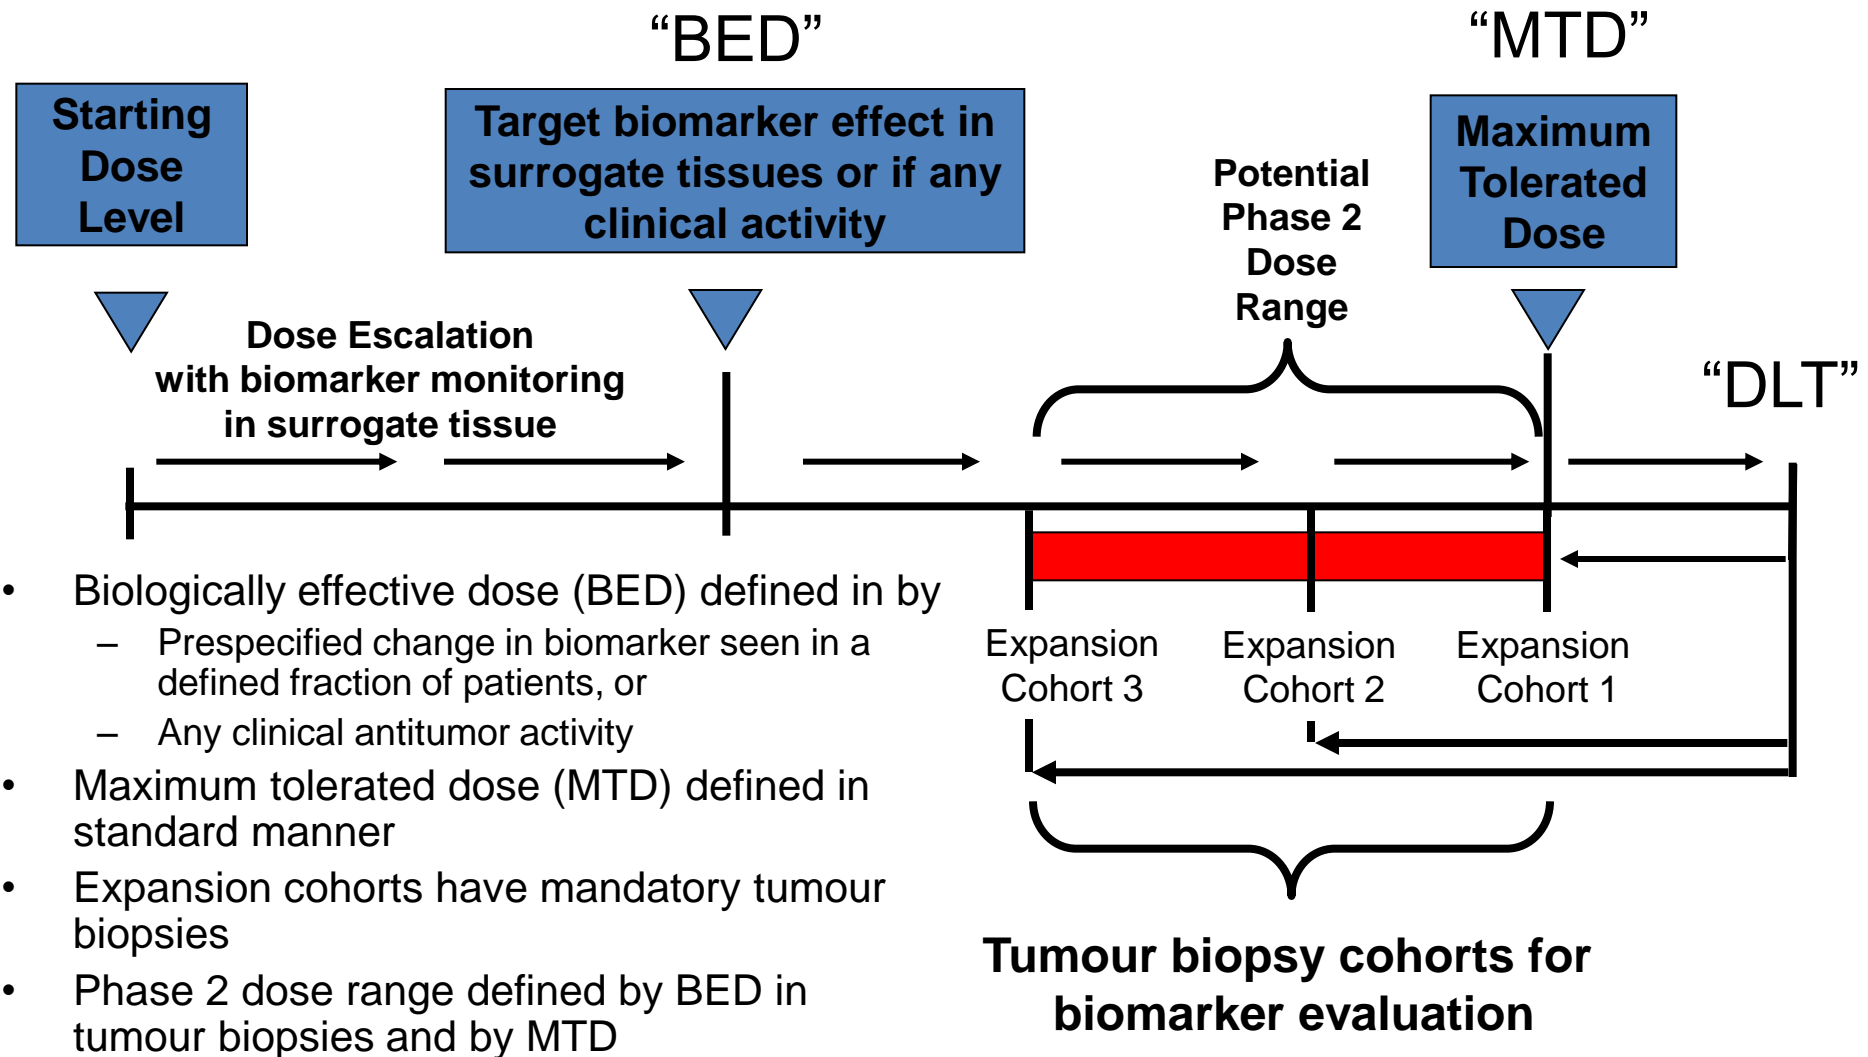 “BED”
“MTD”
Starting
Dose
Level
Target biomarker effect in
surrogate tissues or if any
clinical activity
Potential
Phase 2
Dose
Range
Maximum
Tolerated
Dose
Dose Escalation
with biomarker monitoring
in surrogate tissue
“DLT”
• Biologically effective dose (BED) defined in by
– Prespecified change in biomarker seen in a
defined fraction of patients, or
– Any clinical antitumor activity
• Maximum tolerated dose (MTD) defined in
standard manner
• Expansion cohorts have mandatory tumour
biopsies
• Phase 2 dose range defined by BED in
tumour biopsies and by MTD
Expansion
Cohort 3
Expansion
Cohort 2
Expansion
Cohort 1
Tumour biopsy cohorts for
biomarker evaluation